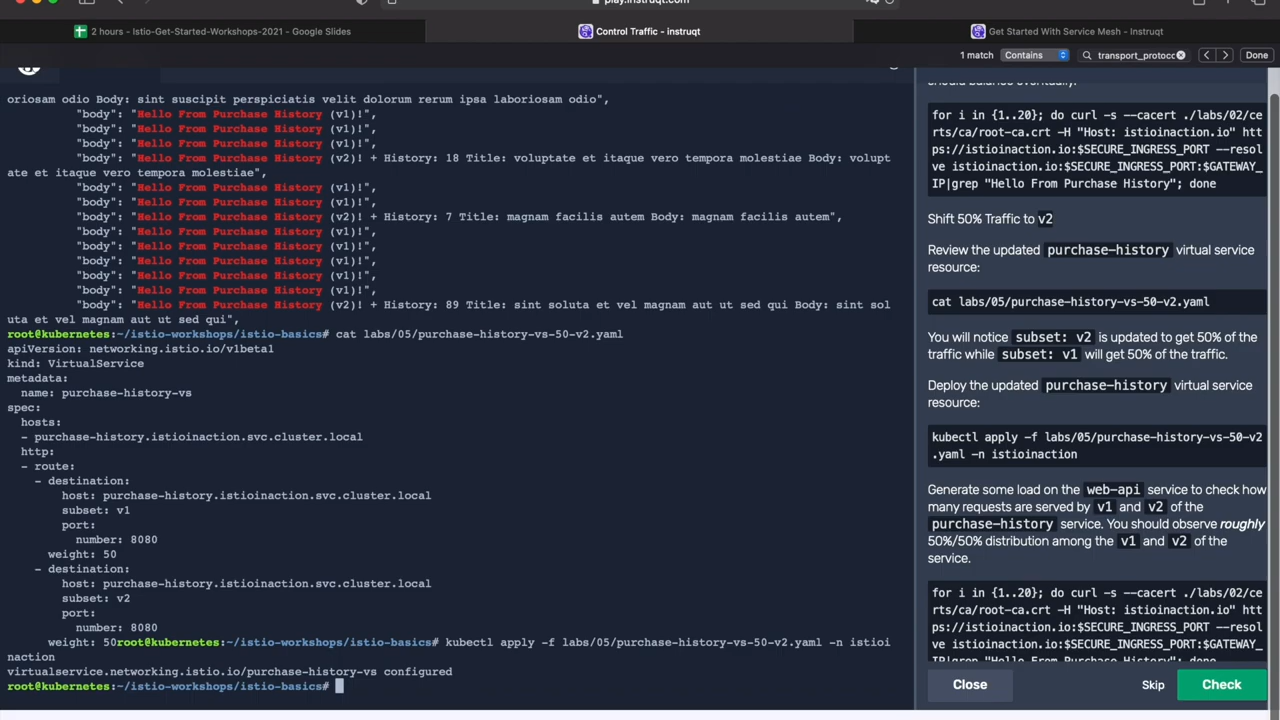 play.instruqt.com
2 hours - Istio-Get-Started-Workshops-2021 - Google Slides
Control Traffic - instruqt
Get Started With Service Mesh - Instruqt
1 match
Contains
transport_protocc
Done
oriosam odio Body: sint suscipit perspiciatis velit dolorum rerum ipsa laboriosam odio",
"body": "Hello From Purchase History (v1)!",
"body": "Hello From Purchase History (v1)!",
"body": "Hello From Purchase History (v1)!",
"body": "Hello From Purchase History (v2)! + History: 18 Title: voluptate et itaque vero tempora molestiae Body: volupt
ate et itaque vero tempora molestiae",
"body": "Hello From Purchase History (v1)!",
"body": "Hello From Purchase History (v1)!",
"body": "Hello From Purchase History (v2)! + History: 7 Title: magnam facilis autem Body: magnam facilis autem",
"body": "Hello From Purchase History (v1)!",
"body": "Hello From Purchase History (v1)!",
"body": "Hello From Purchase History (v1)!",
"body": "Hello From Purchase History (v1)!",
"body": "Hello From Purchase History (v1)!",
"body": "Hello From Purchase History (v2)! + History: 89 Title: sint soluta et vel magnam aut ut sed qui Body: sint sol
uta et vel magnam aut ut sed qui",
root@kubernetes:~/istio-workshops/istio-basics# cat labs/05/purchase-history-vs-50-v2.yaml
apiVersion: networking.istio.io/v1beta1
kind: VirtualService
metadata:
name: purchase-history-vs
spec:
hosts:
- purchase-history.istioinaction.svc.cluster.local
http:
- route:
- destination:
host: purchase-history.istioinaction.svc.cluster.local
subset: v1
port:
number: 8080
weight: 50
- destination:
host: purchase-history.istioinaction.svc.cluster.local
subset: v2
port:
number: 8080
weight: 50root@kubernetes:~/istio-workshops/istio-basics# kubectl apply -f labs/05/purchase-history-vs-50-v2.yaml -n istioi
naction
virtualservice.networking.istio.io/purchase-history-vs configured
root@kubernetes:~/istio-workshops/istio-basics#
should balance eventually.
for i in {1..20}; do curl -s --cacert ./labs/02/ce
rts/ca/root-ca.crt -H "Host: istioinaction.io" htt
ps://istioinaction.io:$SECURE_INGRESS_PORT --resol
ve istioinaction.io:$SECURE_INGRESS_PORT:$GATEWAY_
IP|grep "Hello From Purchase History"; done
Shift 50% Traffic to v2
Review the updated purchase-history virtual service
resource:
cat labs/05/purchase-history-vs-50-v2.yaml
You will notice subset: v2 is updated to get 50% of the
traffic while subset: v1 will get 50% of the traffic.
Deploy the updated purchase-history virtual service
resource:
kubectl apply -f labs/05/purchase-history-vs-50-v2
.yaml -n istioinaction
Generate some load on the web-api service to check how
many requests are served by v1 and v2 of the
purchase-history service. You should observe roughly
50%/50% distribution among the v1 and v2 of the
service.
for i in {1..20}; do curl -s --cacert ./labs/02/ce
rts/ca/root-ca.crt -H "Host: istioinaction.io" htt
ps://istioinaction.io:$SECURE_INGRESS_PORT --resol
ve istioinaction.io:$SECURE_INGRESS_PORT:$GATEWAY_
IP|grep "Hello From Purchase History"; done
Close
Skip
Check